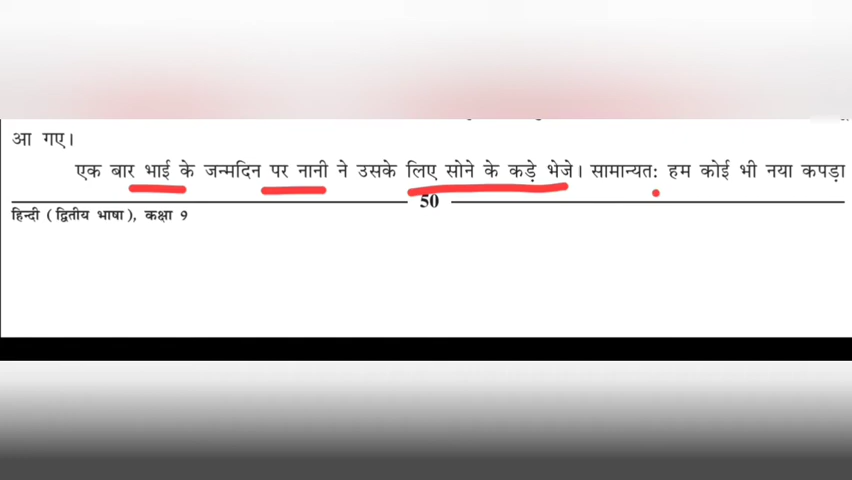 आ गए।
एक बार भाई के जन्मदिन पर नानी ने उसके लिए सोने के कड़े भेजे। सामान्यत: हम कोई भी नया कपड़ा
50
हिन्दी (द्वितीय भाषा), कक्षा 9